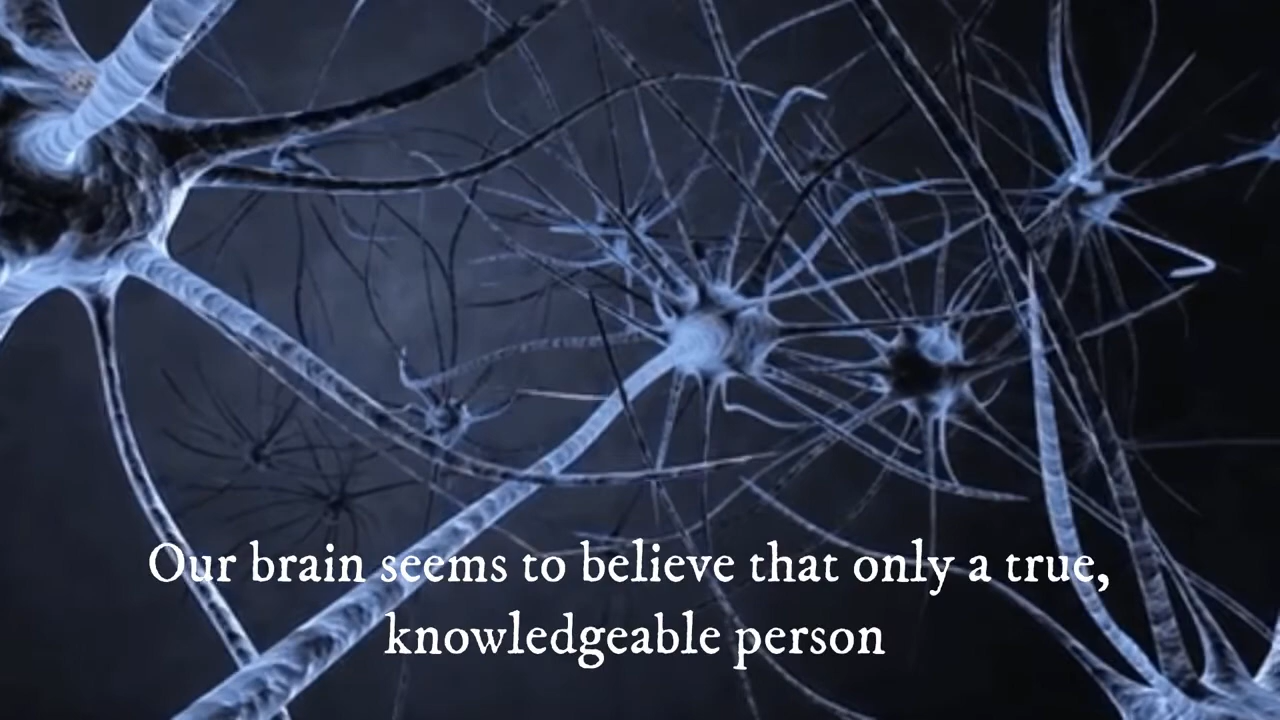 Our brain seems to believe that only a true,
knowledgeable person